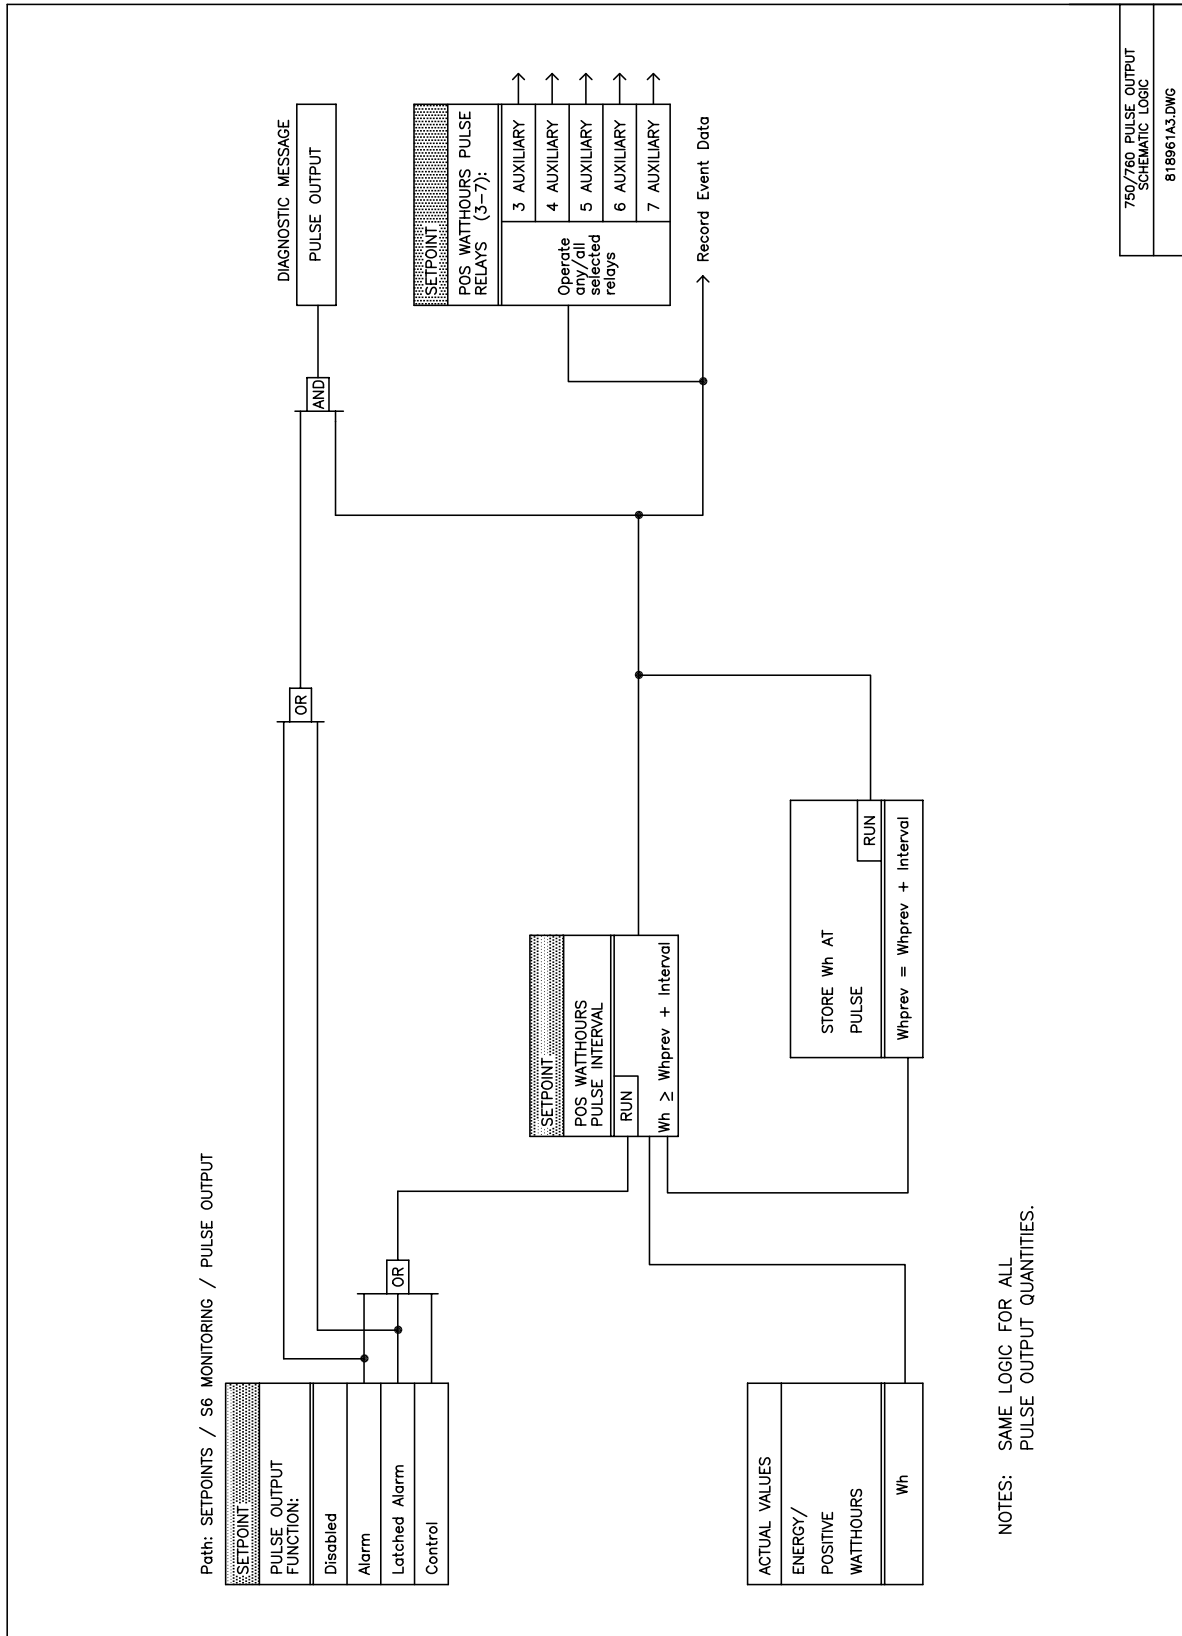 Path: SETPOINTS / S6 MONITORING / PULSE OUTPUT
SETPOINT
PULSE OUTPUT
FUNCTION:
Disabled
Alarm
Latched Alarm
Control
OR
OR
AND
DIAGNOSTIC MESSAGE
PULSE OUTPUT
SETPOINT
POS WATTHOURS PULSE
RELAYS (3-7):
Operate
any/all
selected
relays
3 AUXILIARY
4 AUXILIARY
5 AUXILIARY
6 AUXILIARY
7 AUXILIARY
Record Event Data
SETPOINT
POS WATTHOURS
PULSE INTERVAL
RUN
Wh ≥ Whprev + Interval
STORE Wh AT
PULSE
RUN
Whprev = Whprev + Interval
ACTUAL VALUES
ENERGY/
POSITIVE
WATTHOURS
Wh
NOTES: SAME LOGIC FOR ALL
PULSE OUTPUT QUANTITIES.
750/760 PULSE OUTPUT
SCHEMATIC LOGIC
818961A3.DWG